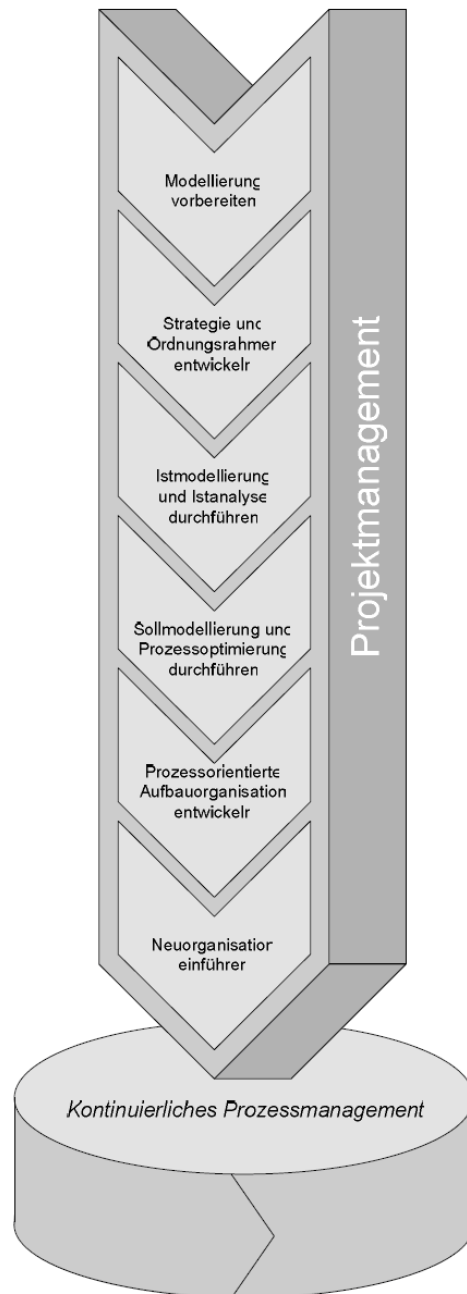 Modellierung
vorbereiten
Strategie und
Ordnungsrahmen
entwickeln
Istmodellierung
und Istanalyse
durchführen
Sollmodellierung und
Prozessoptimierung
durchführen
Prozessorientierte
Aufbauorganisation
entwickeln
Neuorganisation
einführen
Projektmanagement
Kontinuierliches Prozessmanagement